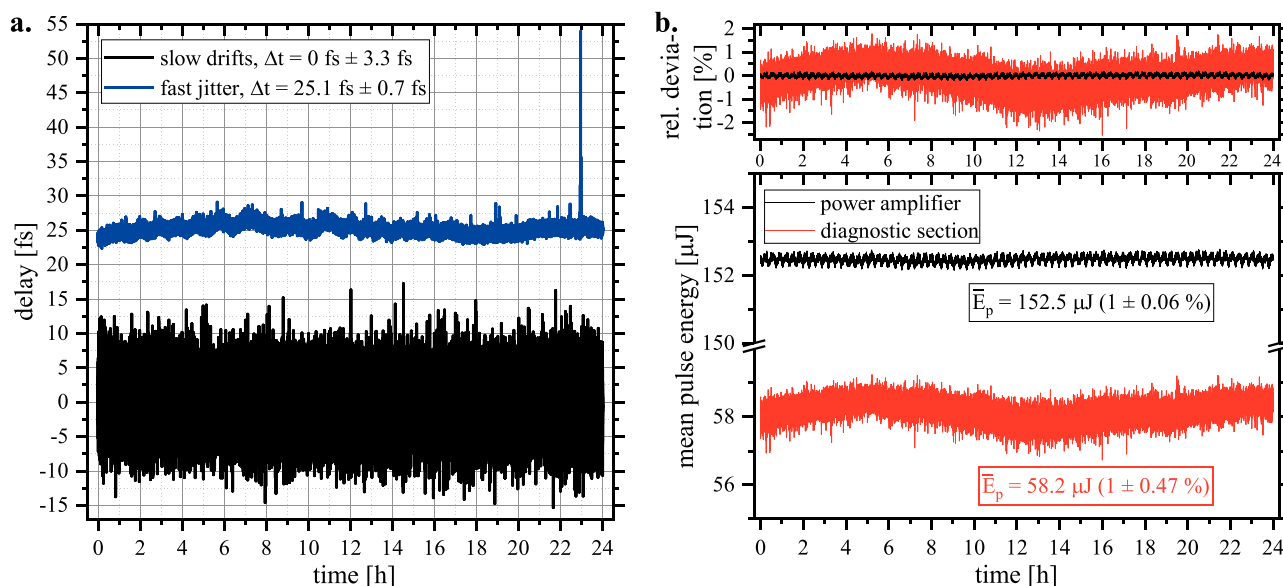 a.
55
50
45
40
35
30
25
20
15
10
5
0
-5
-10
-15
delay [fs]
slow drifts, Δt = 0 fs ± 3.3 fs
fast jitter, Δt = 25.1 fs ± 0.7 fs
0 2 4 6 8 10 12 14 16 18 20 22 24
time [h]
b.
rel. devia-
tion [%]
2
1
0
-1
-2
0 2 4 6 8 10 12 14 16 18 20 22 24
mean pulse energy [µJ]
154
152
150
58
56
54
power amplifier
diagnostic section
E̅p = 152.5 µJ (1 ± 0.06 %)
E̅p = 58.2 µJ (1 ± 0.47 %)
0 2 4 6 8 10 12 14 16 18 20 22 24
time [h]